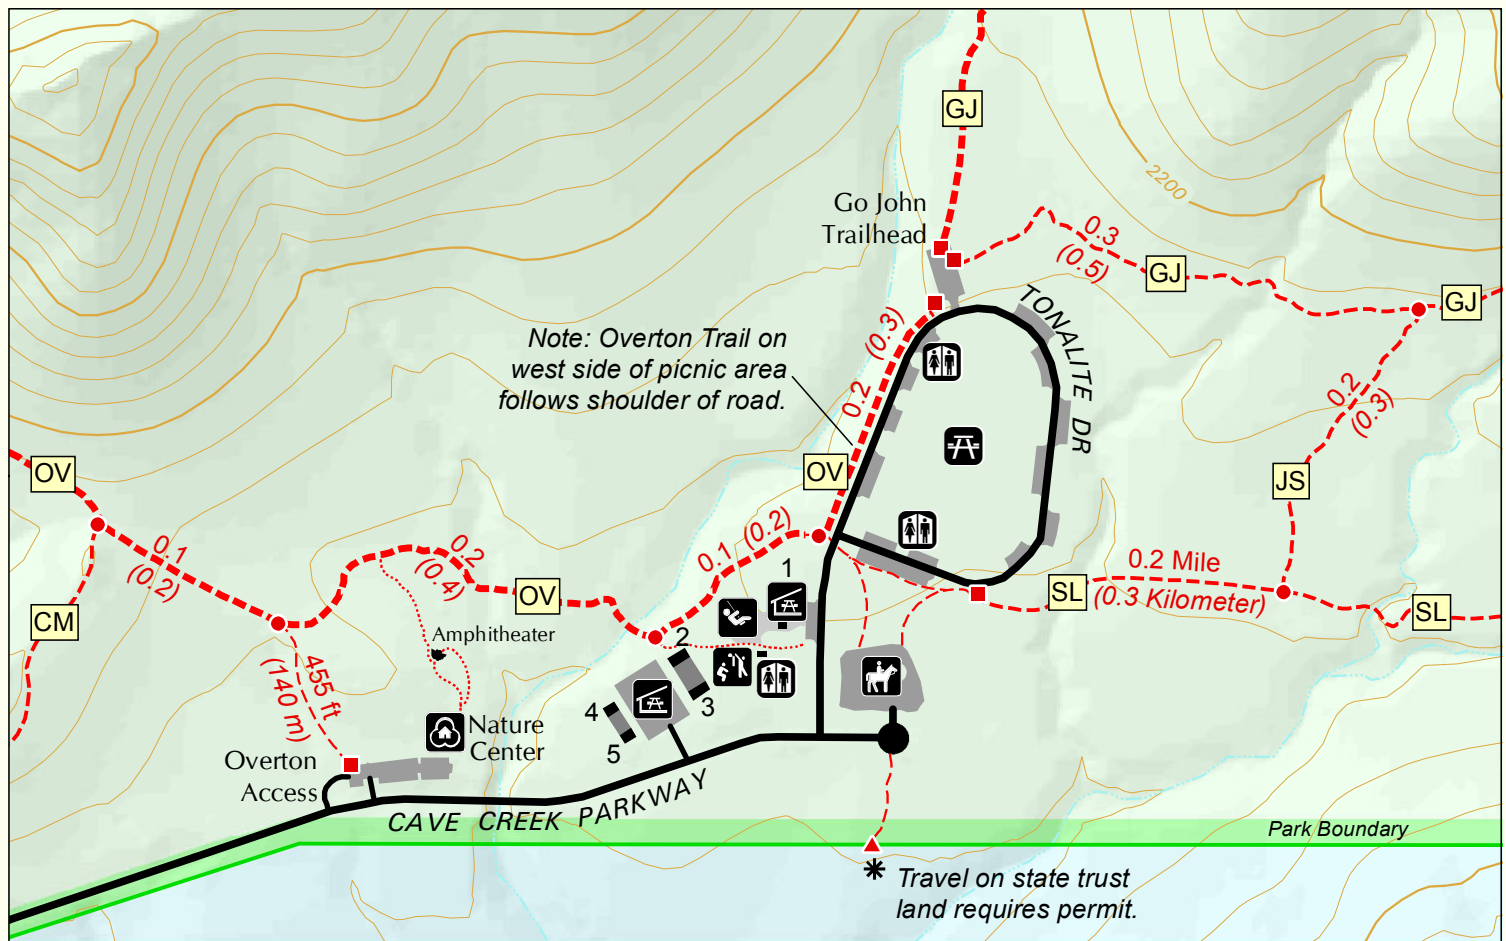 GJ
2200
Go John
Trailhead
0.3
(0.5)
GJ
GJ
TONALITE DR
Note: Overton Trail on
west side of picnic area
follows shoulder of road.
0.2
(0.3)
0.2
(0.3)
OV
OV
JS
0.1
(0.2)
0.2
(0.4)
OV
0.1 (0.2)
1
0.2 Mile
(0.3 Kilometer)
SL
SL
CM
Amphitheater
2
3
4
5
455 ft
(140 m)
Nature
Center
Overton
Access
CAVE CREEK PARKWAY
Park Boundary
Travel on state trust
land requires permit.